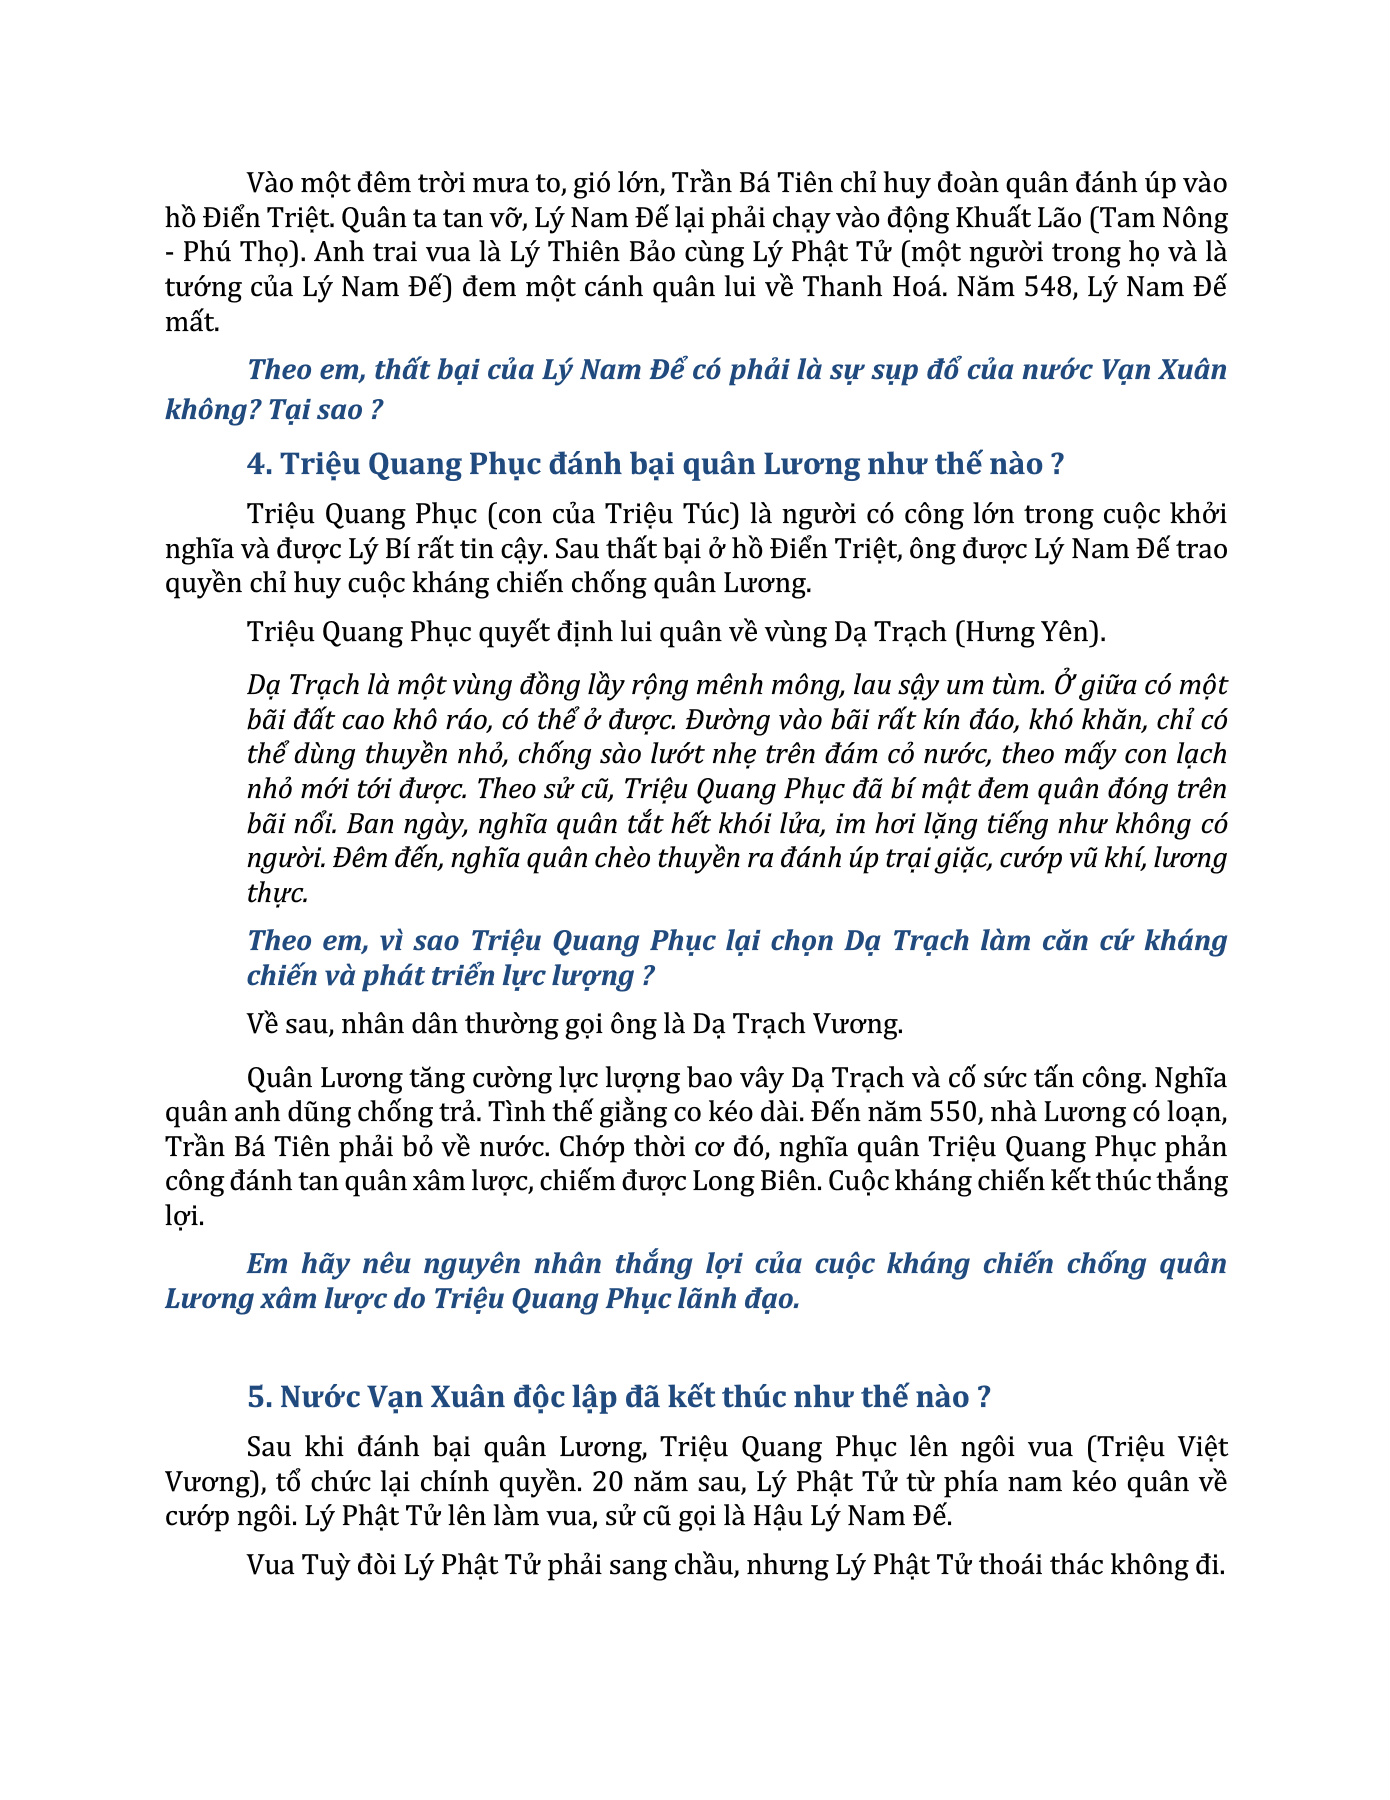 Vào một đêm trời mưa to, gió lớn, Trần Bá Tiên chỉ huy đoàn quân đánh úp vào
hồ Điển Triệt. Quân ta tan vỡ, Lý Nam Đế lại phải chạy vào động Khuất Lão (Tam Nông
- Phú Thọ). Anh trai vua là Lý Thiên Bảo cùng Lý Phật Tử (một người trong họ và là
tướng của Lý Nam Đế) đem một cánh quân lui về Thanh Hoá. Năm 548, Lý Nam Đế
mất.
Theo em, thất bại của Lý Nam Để có phải là sự sụp đổ của nước Vạn Xuân
không? Tại sao ?
4. Triệu Quang Phục đánh bại quân Lương như thế nào ?
Triệu Quang Phục (con của Triệu Túc) là người có công lớn trong cuộc khởi
nghĩa và được Lý Bí rất tin cậy. Sau thất bại ở hồ Điển Triệt, ông được Lý Nam Đế trao
quyền chỉ huy cuộc kháng chiến chống quân Lương.
Triệu Quang Phục quyết định lui quân về vùng Dạ Trạch (Hưng Yên).
Dạ Trạch là một vùng đồng lầy rộng mênh mông, lau sậy um tùm. Ở giữa có một
bãi đất cao khô ráo, có thể ở được. Đường vào bãi rất kín đáo, khó khăn, chỉ có
thể dùng thuyền nhỏ, chống sào lướt nhẹ trên đám cỏ nước, theo mấy con lạch
nhỏ mới tới được. Theo sử cũ, Triệu Quang Phục đã bí mật đem quân đóng trên
bãi nổi. Ban ngày, nghĩa quân tắt hết khói lửa, im hơi lặng tiếng như không có
người. Đêm đến, nghĩa quân chèo thuyền ra đánh úp trại giặc, cướp vũ khí, lương
thực.
Theo em, vì sao Triệu Quang Phục lại chọn Dạ Trạch làm căn cứ kháng
chiến và phát triển lực lượng ?
Về sau, nhân dân thường gọi ông là Dạ Trạch Vương.
Quân Lương tăng cường lực lượng bao vây Dạ Trạch và cố sức tấn công. Nghĩa
quân anh dũng chống trả. Tình thế giằng co kéo dài. Đến năm 550, nhà Lương có loạn,
Trần Bá Tiên phải bỏ về nước. Chớp thời cơ đó, nghĩa quân Triệu Quang Phục phản
công đánh tan quân xâm lược, chiếm được Long Biên. Cuộc kháng chiến kết thúc thắng
lợi.
Em hãy nêu nguyên nhân thắng lợi của cuộc kháng chiến chống quân
Lương xâm lược do Triệu Quang Phục lãnh đạo.
5. Nước Vạn Xuân độc lập đã kết thúc như thế nào ?
Sau khi đánh bại quân Lương, Triệu Quang Phục lên ngôi vua (Triệu Việt
Vương), tổ chức lại chính quyền. 20 năm sau, Lý Phật Tử từ phía nam kéo quân về
cướp ngôi. Lý Phật Tử lên làm vua, sử cũ gọi là Hậu Lý Nam Đế.
Vua Tuỳ đòi Lý Phật Tử phải sang chầu, nhưng Lý Phật Tử thoái thác không đi.